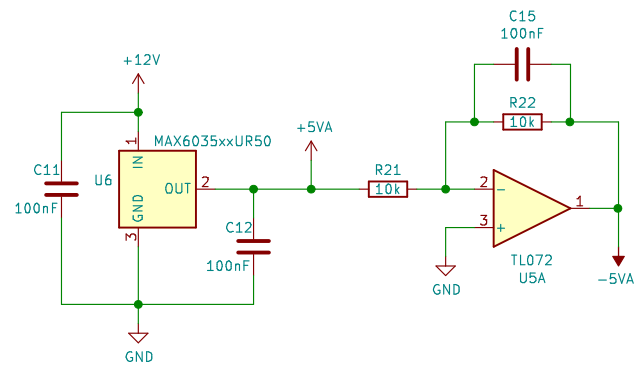 C15
100nF
+12V
R22
10k
+5VA
MAX6035xxUR50
1
IN
C11
R21
U6
OUT
2
10k
2
−
100nF
GND
1
3
+
C12
3
TL072
100nF
U5A
−5VA
GND
GND